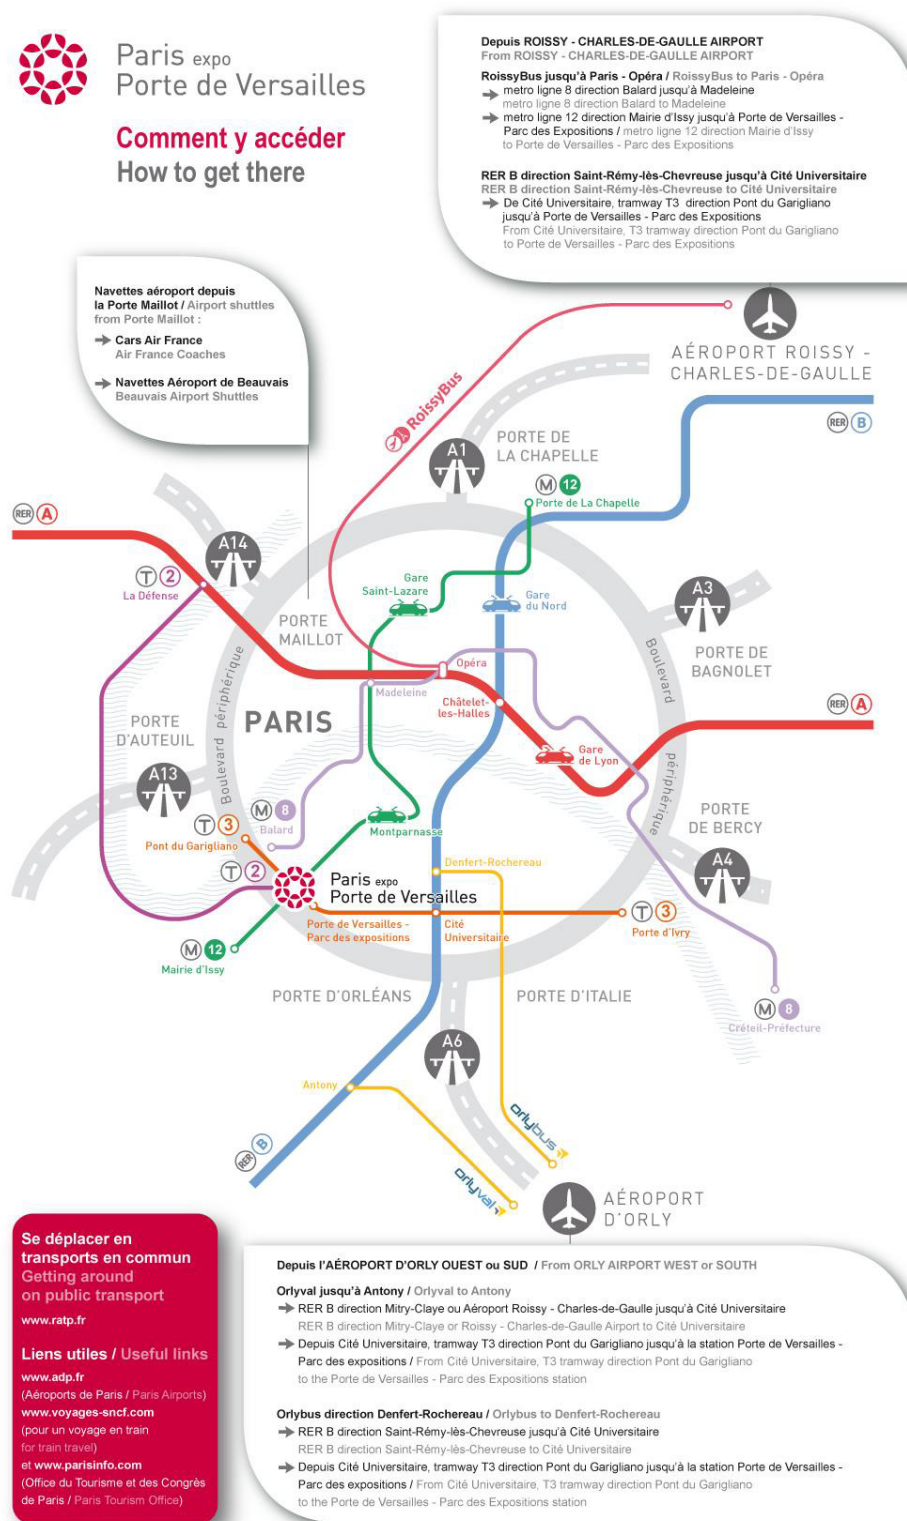 Paris expo
Porte de Versailles
Comment y accéder
How to get there
Depuis ROISSY - CHARLES-DE-GAULLE AIRPORT
From ROISSY - CHARLES-DE-GAULLE AIRPORT
RoissyBus jusqu'à Paris - Opéra / RoissyBus to Paris - Opéra
metro ligne 8 direction Balard jusqu'à Madeleine
metro ligne 8 direction Balard to Madeleine
metro ligne 12 direction Mairie d'Issy jusqu'à Porte de Versailles -
Parc des Expositions / metro ligne 12 direction Mairie d'Issy
to Porte de Versailles - Parc des Expositions
RER B direction Saint-Rémy-lès-Chevreuse jusqu'à Cité Universitaire
RER B direction Saint-Rémy-lès-Chevreuse to Cité Universitaire
De Cité Universitaire, tramway T3 direction Pont du Garigliano
jusqu'à Porte de Versailles - Parc des Expositions
From Cité Universitaire, T3 tramway direction Pont du Garigliano
to Porte de Versailles - Parc des Expositions
Navettes aéroport depuis
la Porte Maillot / Airport shuttles
from Porte Maillot :
Cars Air France
Air France Coaches
Navettes Aéroport de Beauvais
Beauvais Airport Shuttles
AÉROPORT ROISSY -
CHARLES-DE-GAULLE
RoissyBus
RER B
A1
PORTE DE
LA CHAPELLE
M 12
Porte de La Chapelle
RER A
A14
T 2
La Défense
Gare
Saint-Lazare
Gare
du Nord
A3
PORTE
MAILLOT
PORTE DE
BAGNOLET
Boulevard périphérique
Boulevard périphérique
Opéra
Madeleine
Châtelet-
les-Halles
RER A
PARIS
PORTE
D'AUTEUIL
Gare
de Lyon
A13
M 8
Balard
T 3
Pont du Garigliano
Montparnasse
PORTE
DE BERCY
A4
T 2
Denfert-Rochereau
Paris expo
Porte de Versailles
Porte de Versailles -
Parc des expositions
Cité
Universitaire
T 3
Porte d'Ivry
M 12
Mairie d'Issy
PORTE D'ORLÉANS
PORTE D'ITALIE
M 8
Créteil-Préfecture
A6
Antony
orlybus
RER B
orlyval
AÉROPORT
D'ORLY
Se déplacer en
transports en commun
Getting around
on public transport
www.ratp.fr
Liens utiles / Useful links
www.adp.fr
(Aéroports de Paris / Paris Airports)
www.voyages-sncf.com
(pour un voyage en train
for train travel)
et www.parisinfo.com
(Office du Tourisme et des Congrès
de Paris / Paris Tourism Office)
Depuis l'AÉROPORT D'ORLY OUEST ou SUD / From ORLY AIRPORT WEST or SOUTH
Orlyval jusqu'à Antony / Orlyval to Antony
RER B direction Mitry-Claye ou Aéroport Roissy - Charles-de-Gaulle jusqu'à Cité Universitaire
RER B direction Mitry-Claye or Roissy - Charles-de-Gaulle Airport to Cité Universitaire
Depuis Cité Universitaire, tramway T3 direction Pont du Garigliano jusqu'à la station Porte de Versailles -
Parc des expositions / From Cité Universitaire, T3 tramway direction Pont du Garigliano
to the Porte de Versailles - Parc des Expositions station
Orlybus direction Denfert-Rochereau / Orlybus to Denfert-Rochereau
RER B direction Saint-Rémy-lès-Chevreuse jusqu'à Cité Universitaire
RER B direction Saint-Rémy-lès-Chevreuse to Cité Universitaire
Depuis Cité Universitaire, tramway T3 direction Pont du Garigliano jusqu'à la station Porte de Versailles -
Parc des expositions / From Cité Universitaire, T3 tramway direction Pont du Garigliano
to the Porte de Versailles - Parc des Expositions station